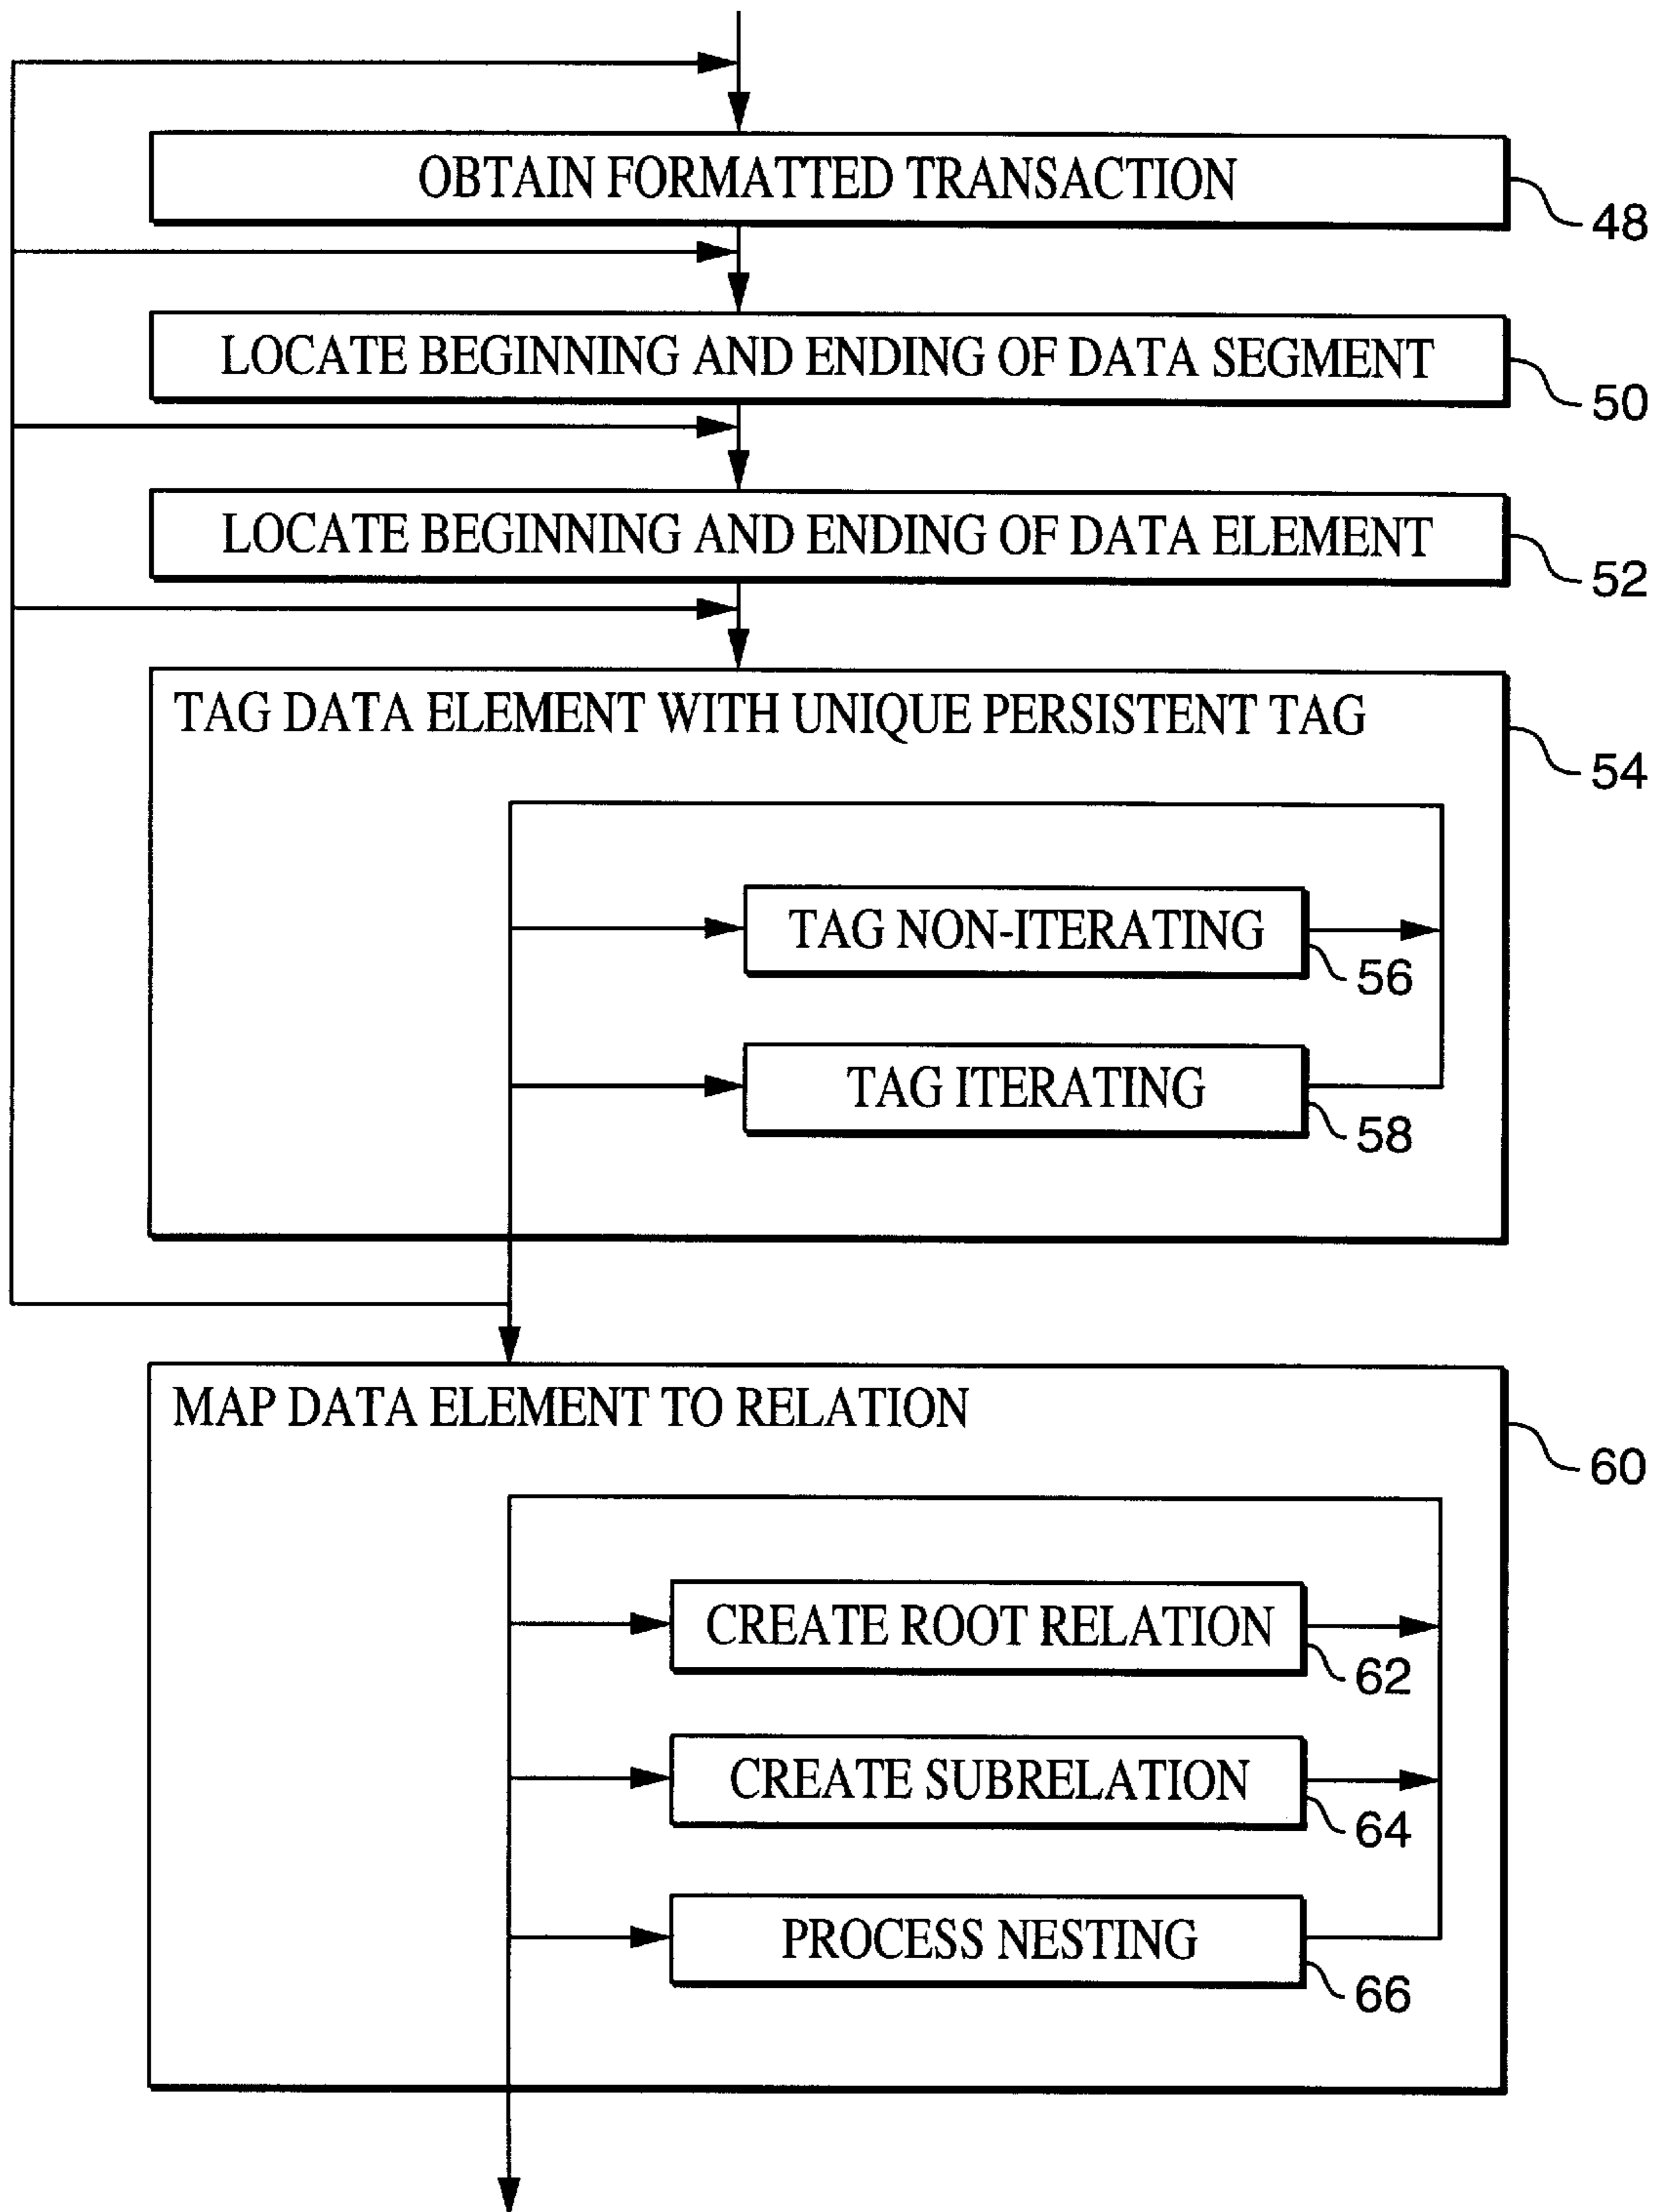 OBTAIN FORMATTED TRANSACTION
48
LOCATE BEGINNING AND ENDING OF DATA SEGMENT
50
LOCATE BEGINNING AND ENDING OF DATA ELEMENT
52
TAG DATA ELEMENT WITH UNIQUE PERSISTENT TAG
54
TAG NON-ITERATING
56
TAG ITERATING
58
MAP DATA ELEMENT TO RELATION
60
CREATE ROOT RELATION
62
CREATE SUBRELATION
64
PROCESS NESTING
66